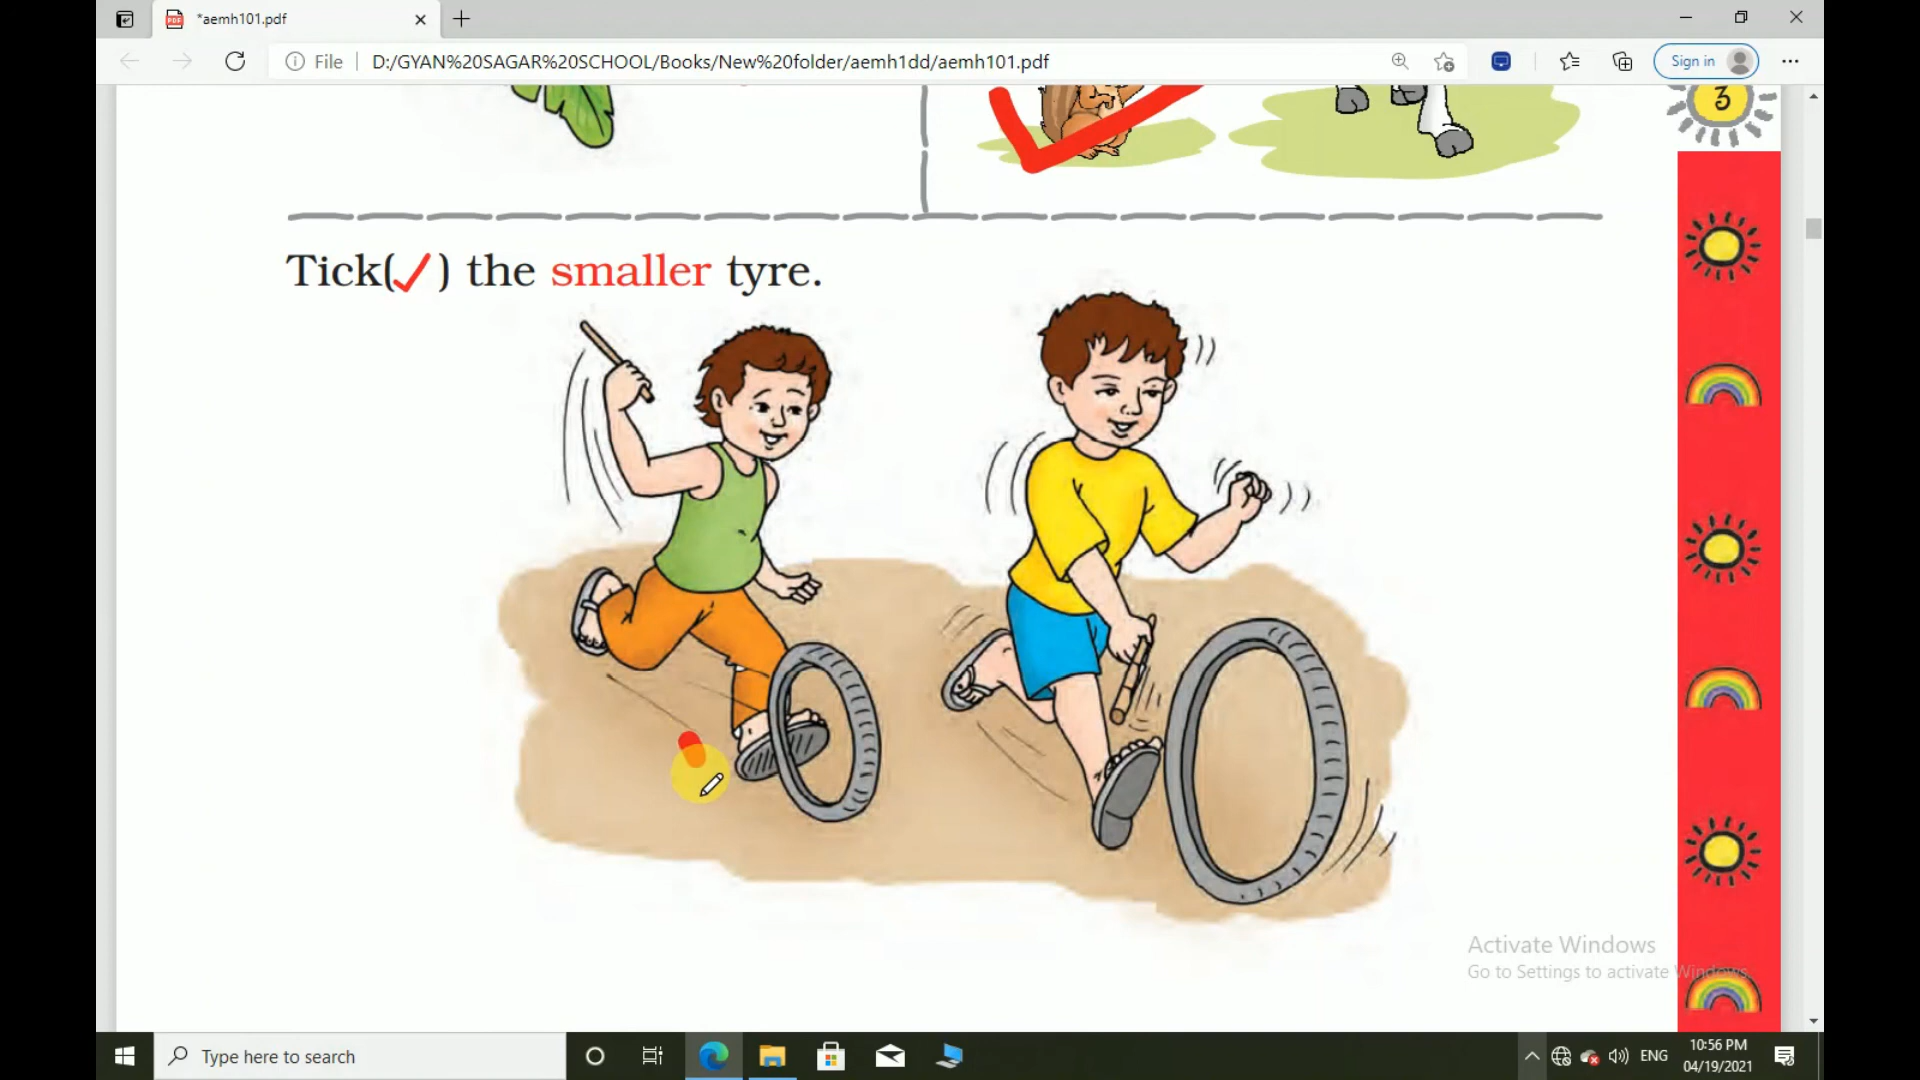 *aemh101.pdf
File D:/GYAN%20SAGAR%20SCHOOL/Books/New%20folder/aemh1dd/aemh101.pdf
Sign in
3
Tick(✓) the smaller tyre.
Activate Windows
Go to Settings to activate Windows.
Type here to search
ENG
10:56 PM
04/19/2021